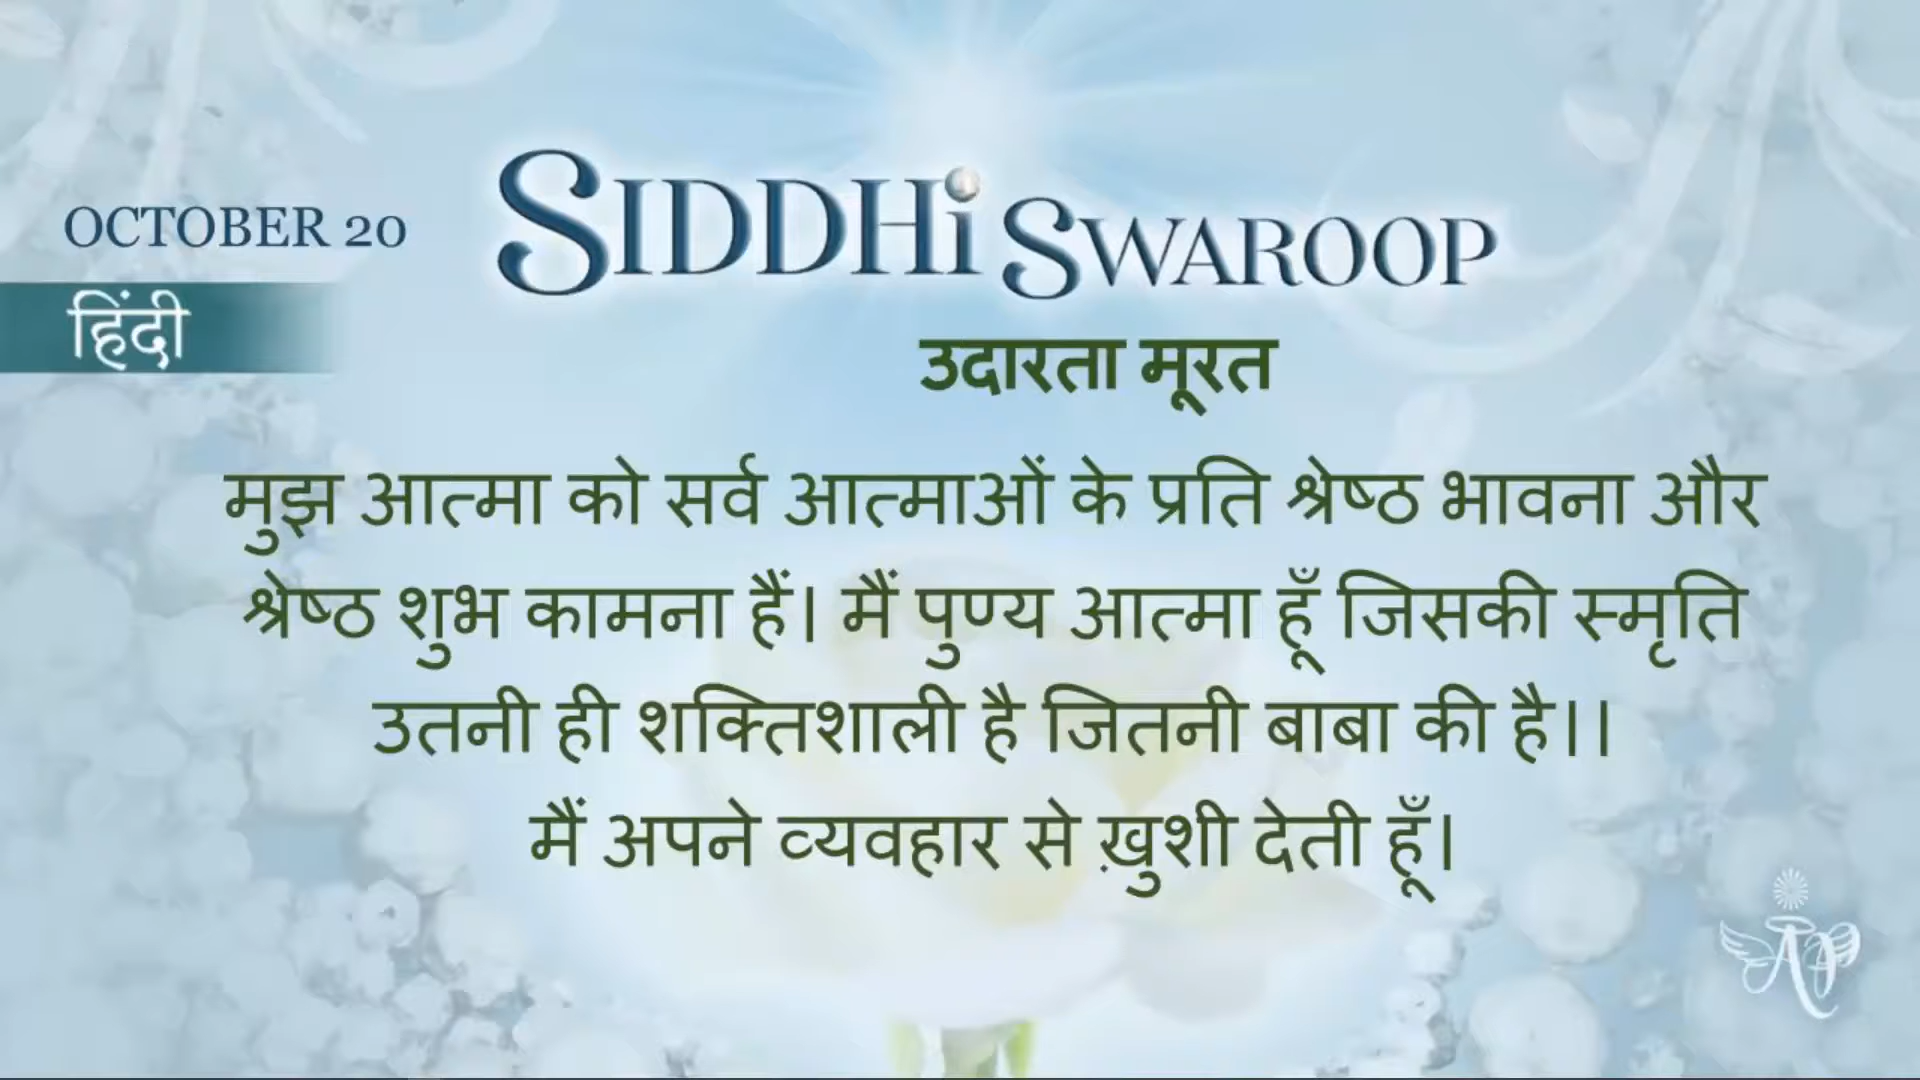 SIDDHi SWAROOP
OCTOBER 20
हिंदी
उदारता मूरत
मुझ आत्मा को सर्व आत्माओं के प्रति श्रेष्ठ भावना और
श्रेष्ठ शुभ कामना हैं। मैं पुण्य आत्मा हूँ जिसकी स्मृति
उतनी ही शक्तिशाली है जितनी बाबा की है।।
मैं अपने व्यवहार से ख़ुशी देती हूँ।